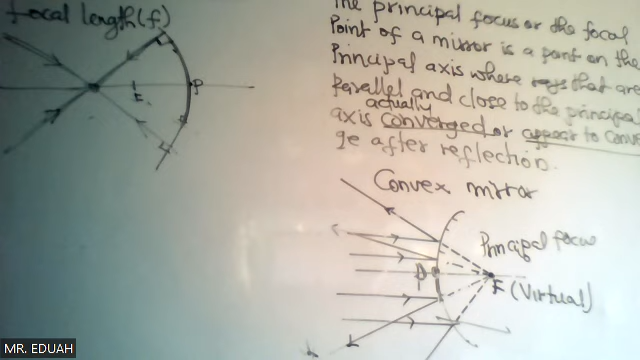 focal length (f)
P
F
The principal focus or the focal
Point of a mirror is a point on the
Principal axis where rays that are
Parallel and close to the principal
actually
axis converged or appear to conve
ge after reflection.
Convex mirror
Principal focus
P
F (Virtual)
MR. EDUAH